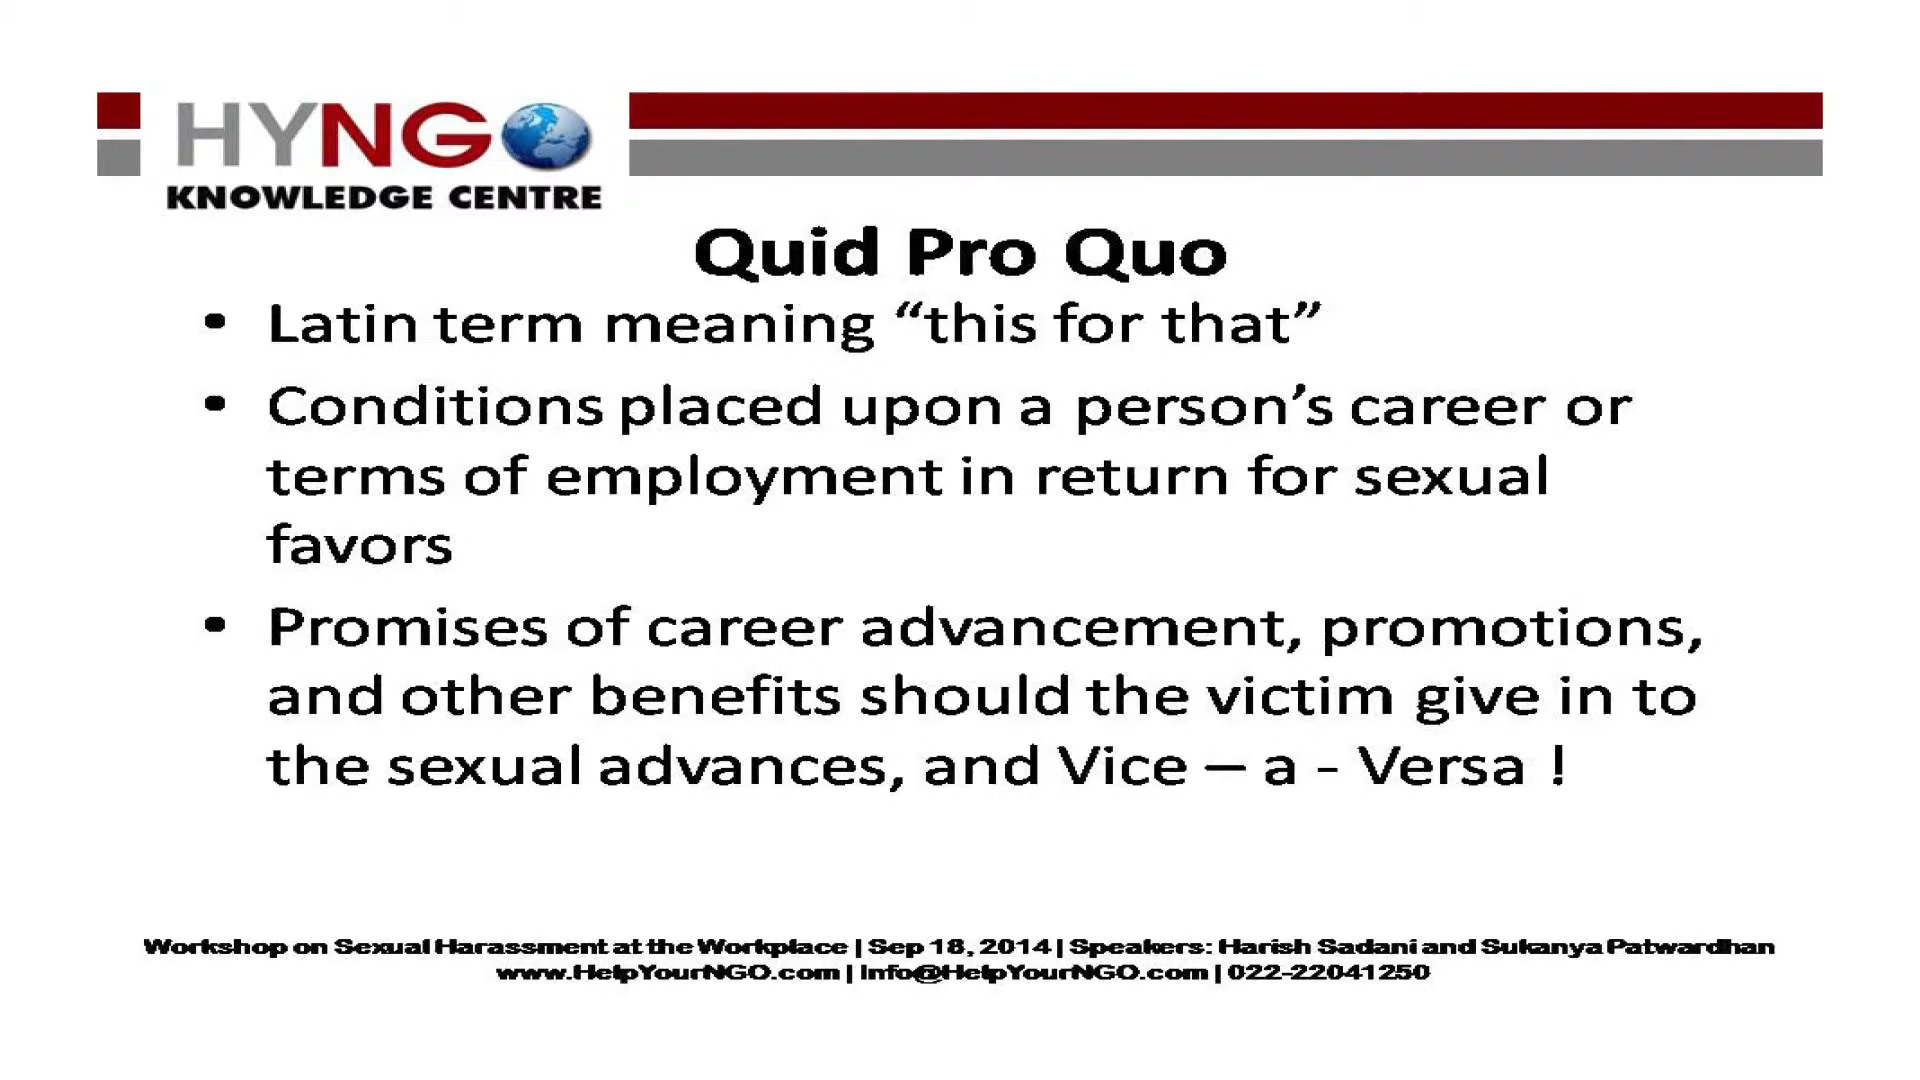 HYNGO
KNOWLEDGE CENTRE
Quid Pro Quo
• Latin term meaning “this for that”
• Conditions placed upon a person’s career or
terms of employment in return for sexual
favors
• Promises of career advancement, promotions,
and other benefits should the victim give in to
the sexual advances, and Vice – a - Versa !
Workshop on Sexual Harassment at the Workplace | Sep 18, 2014 | Speakers: Harish Sadani and Sukanya Patwardhan
www.HelpYourNGO.com | Info@HelpYourNGO.com | 022-22041250